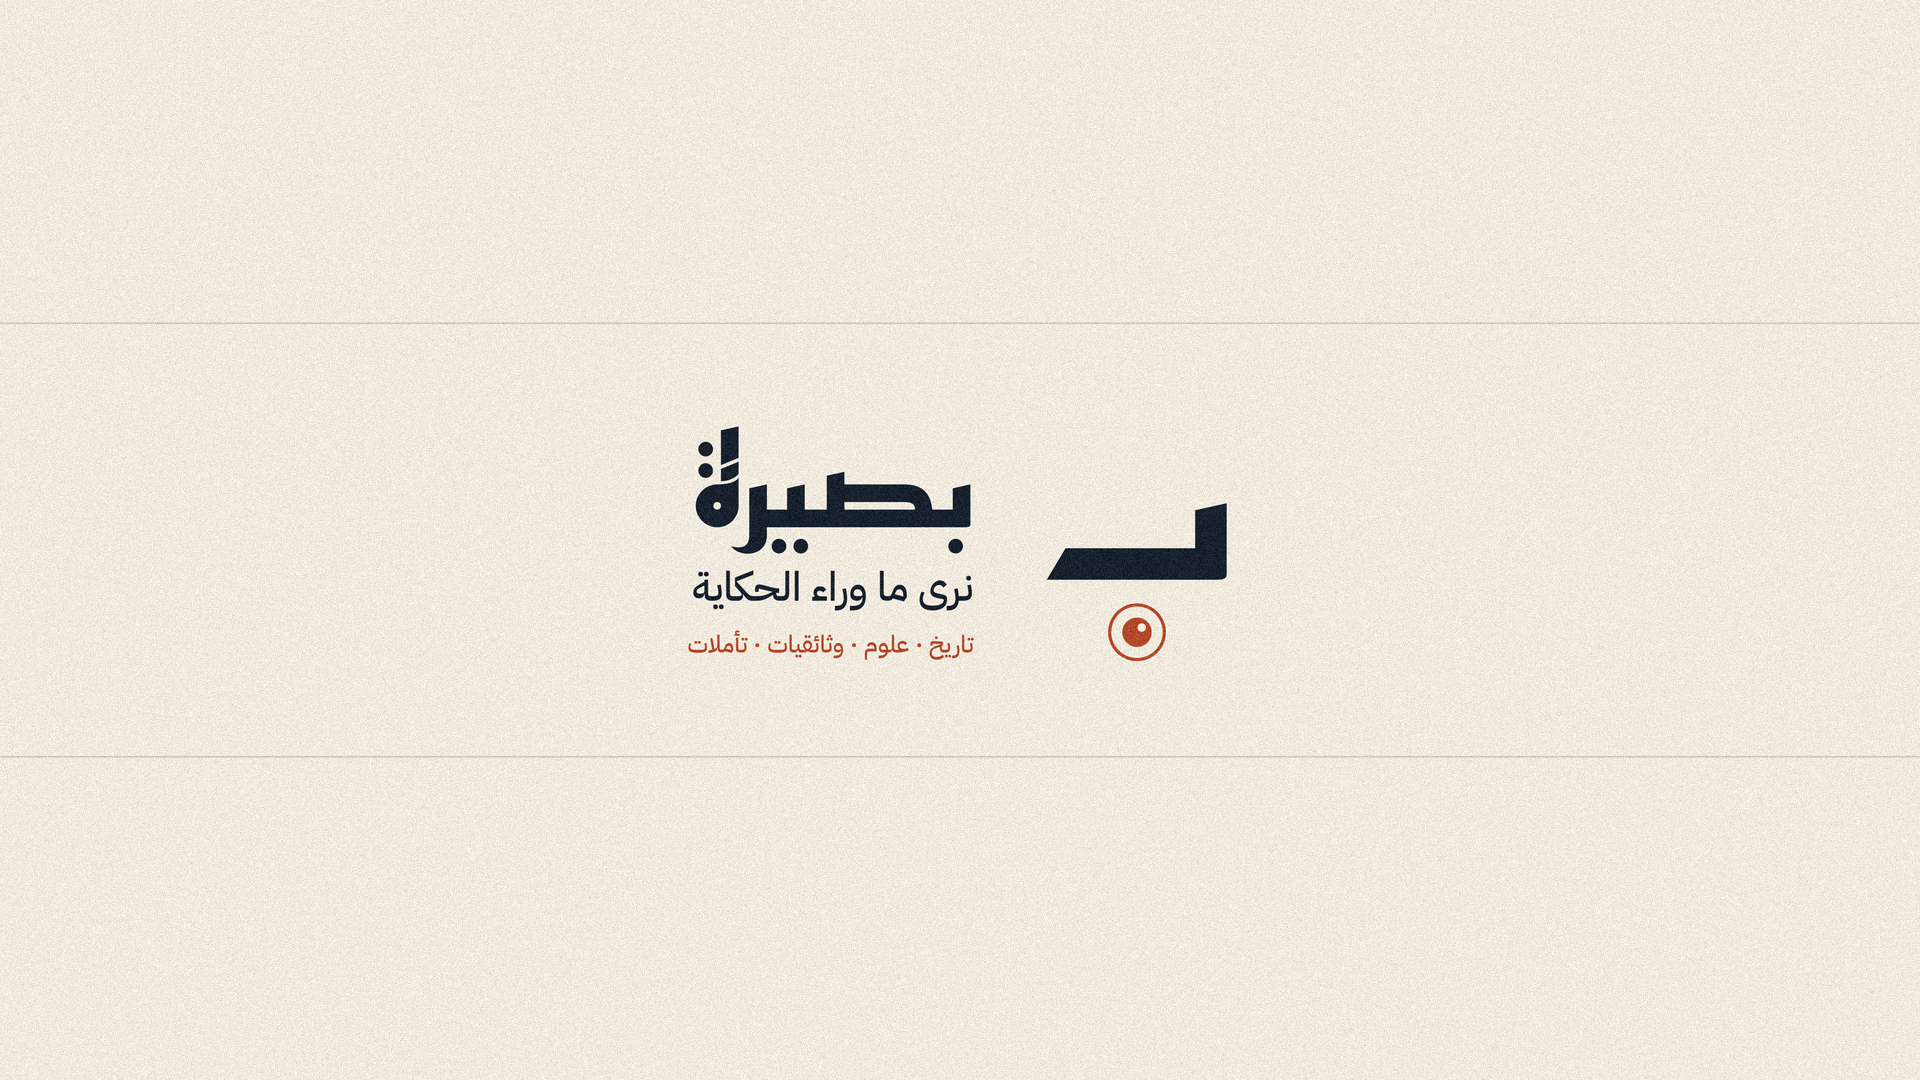 بصيرة
نرى ما وراء الحكاية
تاريخ · علوم · وثائقيات · تأملات